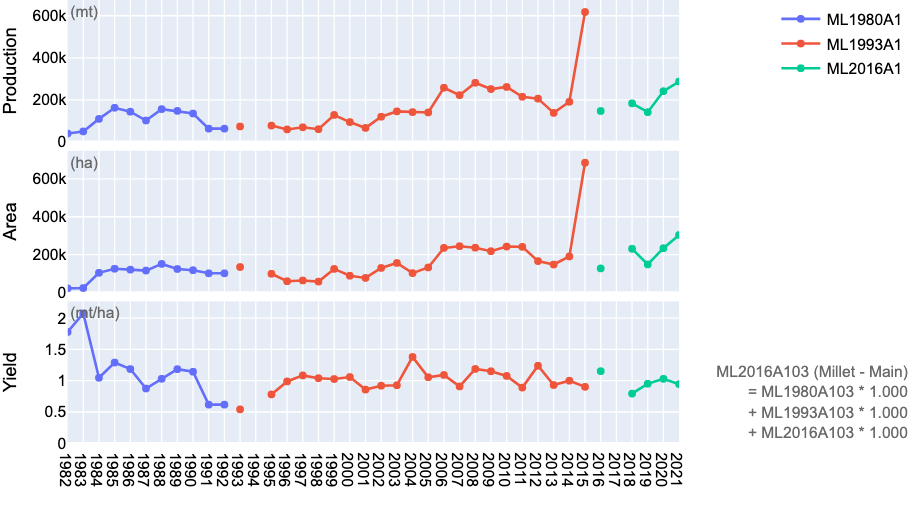 (mt)
600k
400k
200k
0
Production
ML1980A1
ML1993A1
ML2016A1
(ha)
600k
400k
200k
0
Area
(mt/ha)
2
1.5
1
0.5
0
Yield
ML2016A103 (Millet - Main)
= ML1980A103 * 1.000
+ ML1993A103 * 1.000
+ ML2016A103 * 1.000
1982
1983
1984
1985
1986
1987
1988
1989
1990
1991
1992
1993
1994
1995
1996
1997
1998
1999
2000
2001
2002
2003
2004
2005
2006
2007
2008
2009
2010
2011
2012
2013
2014
2015
2016
2017
2018
2019
2020
2021